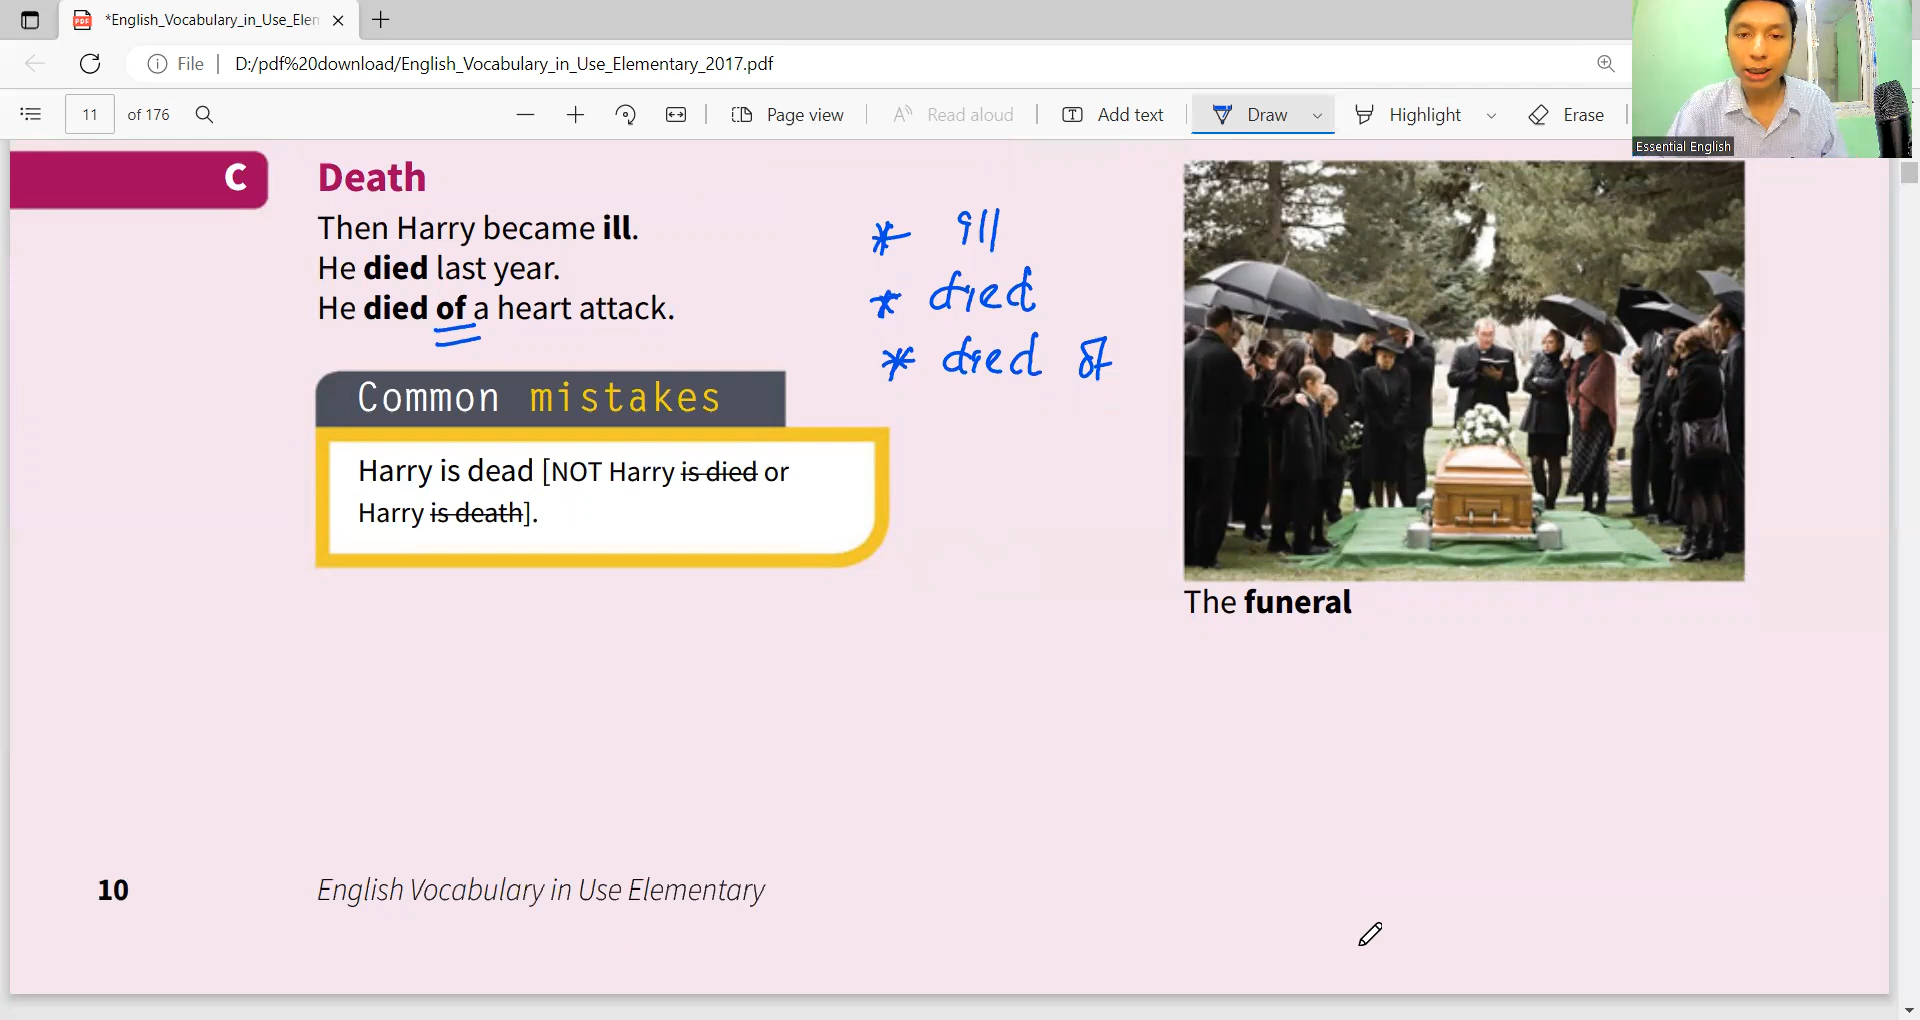 *English_Vocabulary_in_Use_Elen
File D:/pdf%20download/English_Vocabulary_in_Use_Elementary_2017.pdf
11 of 176 Page view Read aloud Add text Draw Highlight Erase
Essential English
C Death
Then Harry became ill.
He died last year.
He died of a heart attack.
* ill
* died
* died of
Common mistakes
Harry is dead [NOT Harry is died or
Harry is death].
The funeral
10 English Vocabulary in Use Elementary